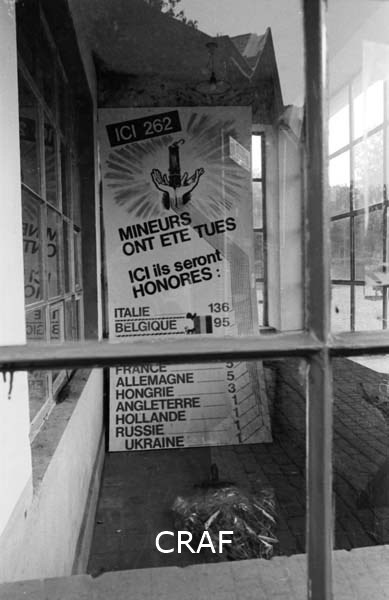 ICI 262
MINEURS
ONT ETE TUES
ICI ils seront
HONORES :
ITALIE 136
BELGIQUE 95
FRANCE 5
ALLEMAGNE 5
HONGRIE 3
ANGLETERRE 1
HOLLANDE 1
RUSSIE 1
UKRAINE 1
CRAF